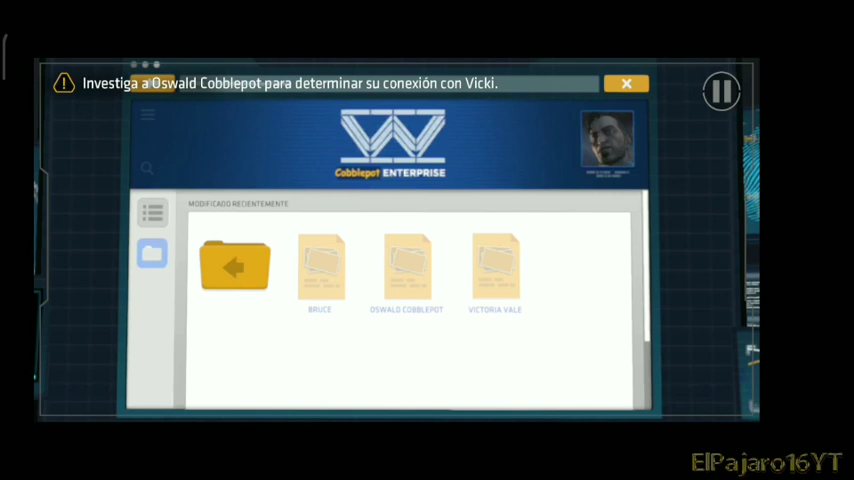 Investiga a Oswald Cobblepot para determinar su conexión con Vicki.
Cobblepot ENTERPRISE
MODIFICADO RECIENTEMENTE
BRUCE
OSWALD COBBLEPOT
VICTORIA VALE
ElPajaro16YT